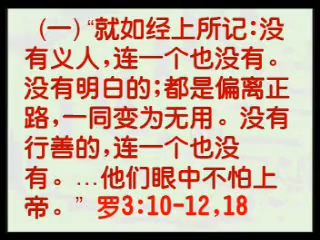 (一)“就如经上所记:没
有义人,连一个也没有。
没有明白的;都是偏离正
路,一同变为无用。没有
行善的,连一个也没
有。…他们眼中不怕上
帝。” 罗3:10-12,18